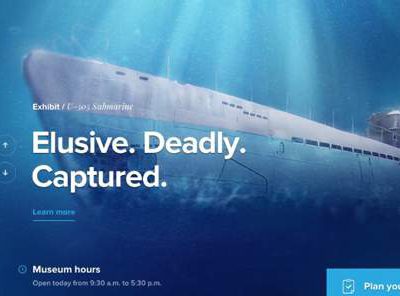 Exhibit / U-505 Submarine
Elusive. Deadly.
Captured.
Learn more
Museum hours
Open today from 9:30 a.m. to 5:30 p.m.
Plan you